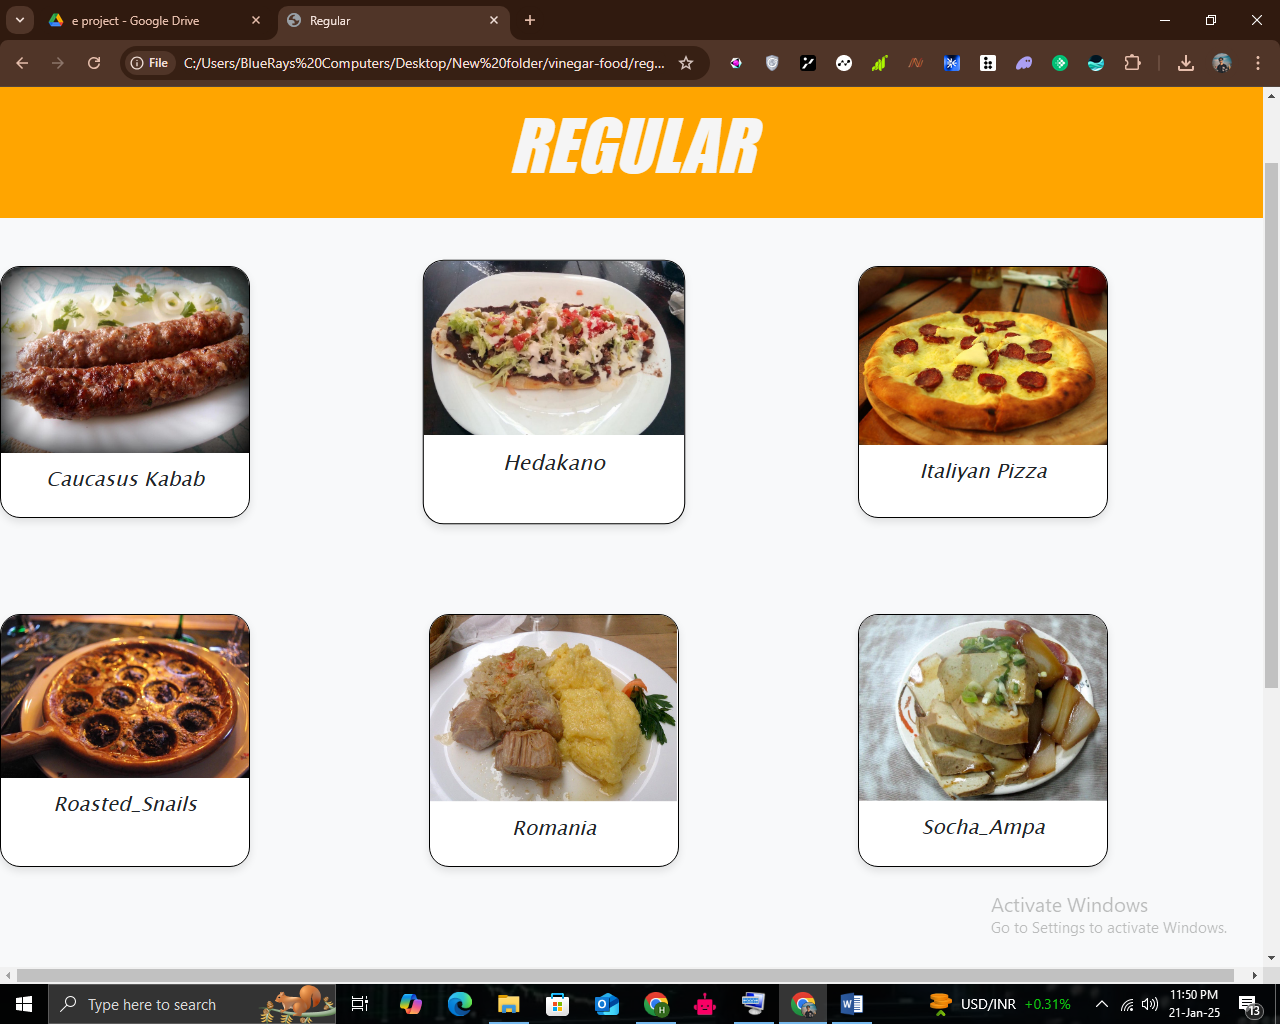 e project - Google Drive
Regular
File
C:/Users/BlueRays%20Computers/Desktop/New%20folder/vinegar-food/reg...
REGULAR
Caucasus Kabab
Hedakano
Italiyan Pizza
Roasted_Snails
Romania
Socha_Ampa
Activate Windows
Go to Settings to activate Windows.
Type here to search
USD/INR +0.31%
11:50 PM
21-Jan-25
13